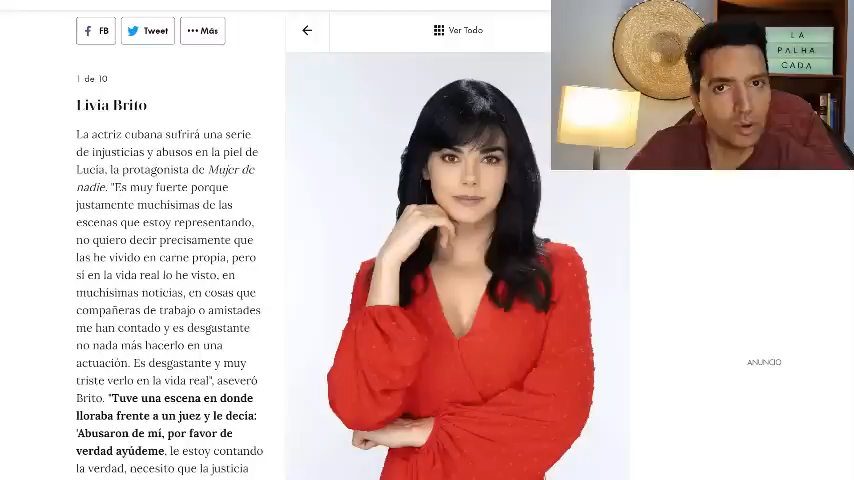 FB
Tweet
Más
Ver Todo
LA
PALHA
CADA
1 de 10
Livia Brito
La actriz cubana sufrirá una serie
de injusticias y abusos en la piel de
Lucía, la protagonista de Mujer de
nadie. "Es muy fuerte porque
justamente muchísimas de las
escenas que estoy representando,
no quiero decir precisamente que
las he vivido en carne propia, pero
sí en la vida real lo he visto, en
muchísimas noticias, en cosas que
compañeras de trabajo o amistades
me han contado y es desgastante
no nada más hacerlo en una
actuación. Es desgastante y muy
triste verlo en la vida real", aseveró
Brito. "Tuve una escena en donde
lloraba frente a un juez y le decía:
'Abusaron de mí, por favor de
verdad ayúdeme, le estoy contando
la verdad, necesito que la justicia
ANUNCIO